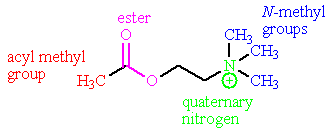 ester
N-methyl
groups
O
CH3
CH3
N
CH3
acyl methyl
group
H3C
O
+
quaternary
nitrogen